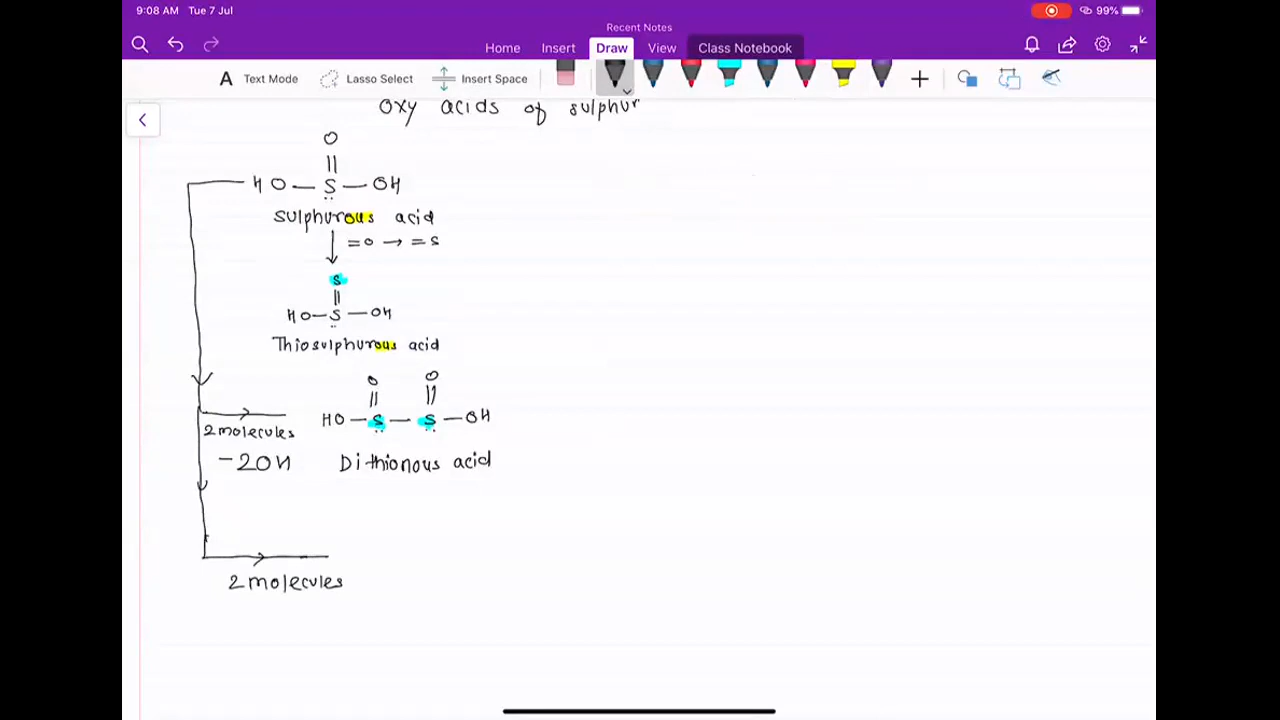 9:08 AM Tue 7 Jul
99%
Recent Notes
Home Insert Draw View Class Notebook
A Text Mode Lasso Select Insert Space
Oxy acids of sulphur
O
||
HO — S — OH
..
Sulphurous acid
=O → =S
S
||
HO—S—OH
..
Thiosulphurous acid
O O
|| ||
HO — S — S — OH
.. ..
2molecules
-2OH Dithionous acid
2molecules